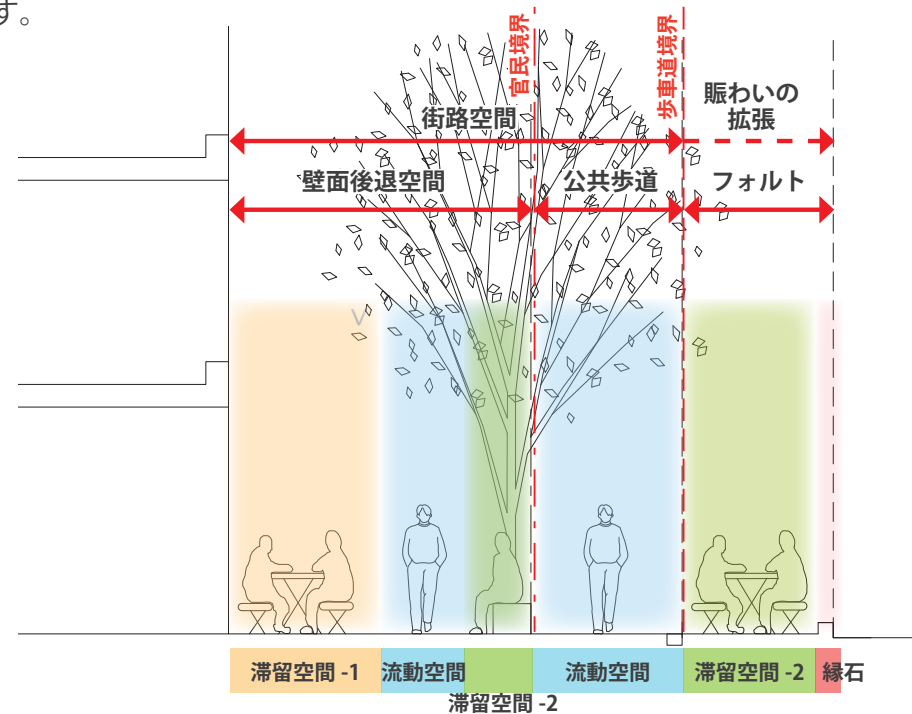 す。
官民境界
歩車道境界
賑わいの
拡張
街路空間
壁面後退空間
公共歩道
フォルト
滞留空間 -1
流動空間
流動空間
滞留空間 -2
縁石
滞留空間 -2